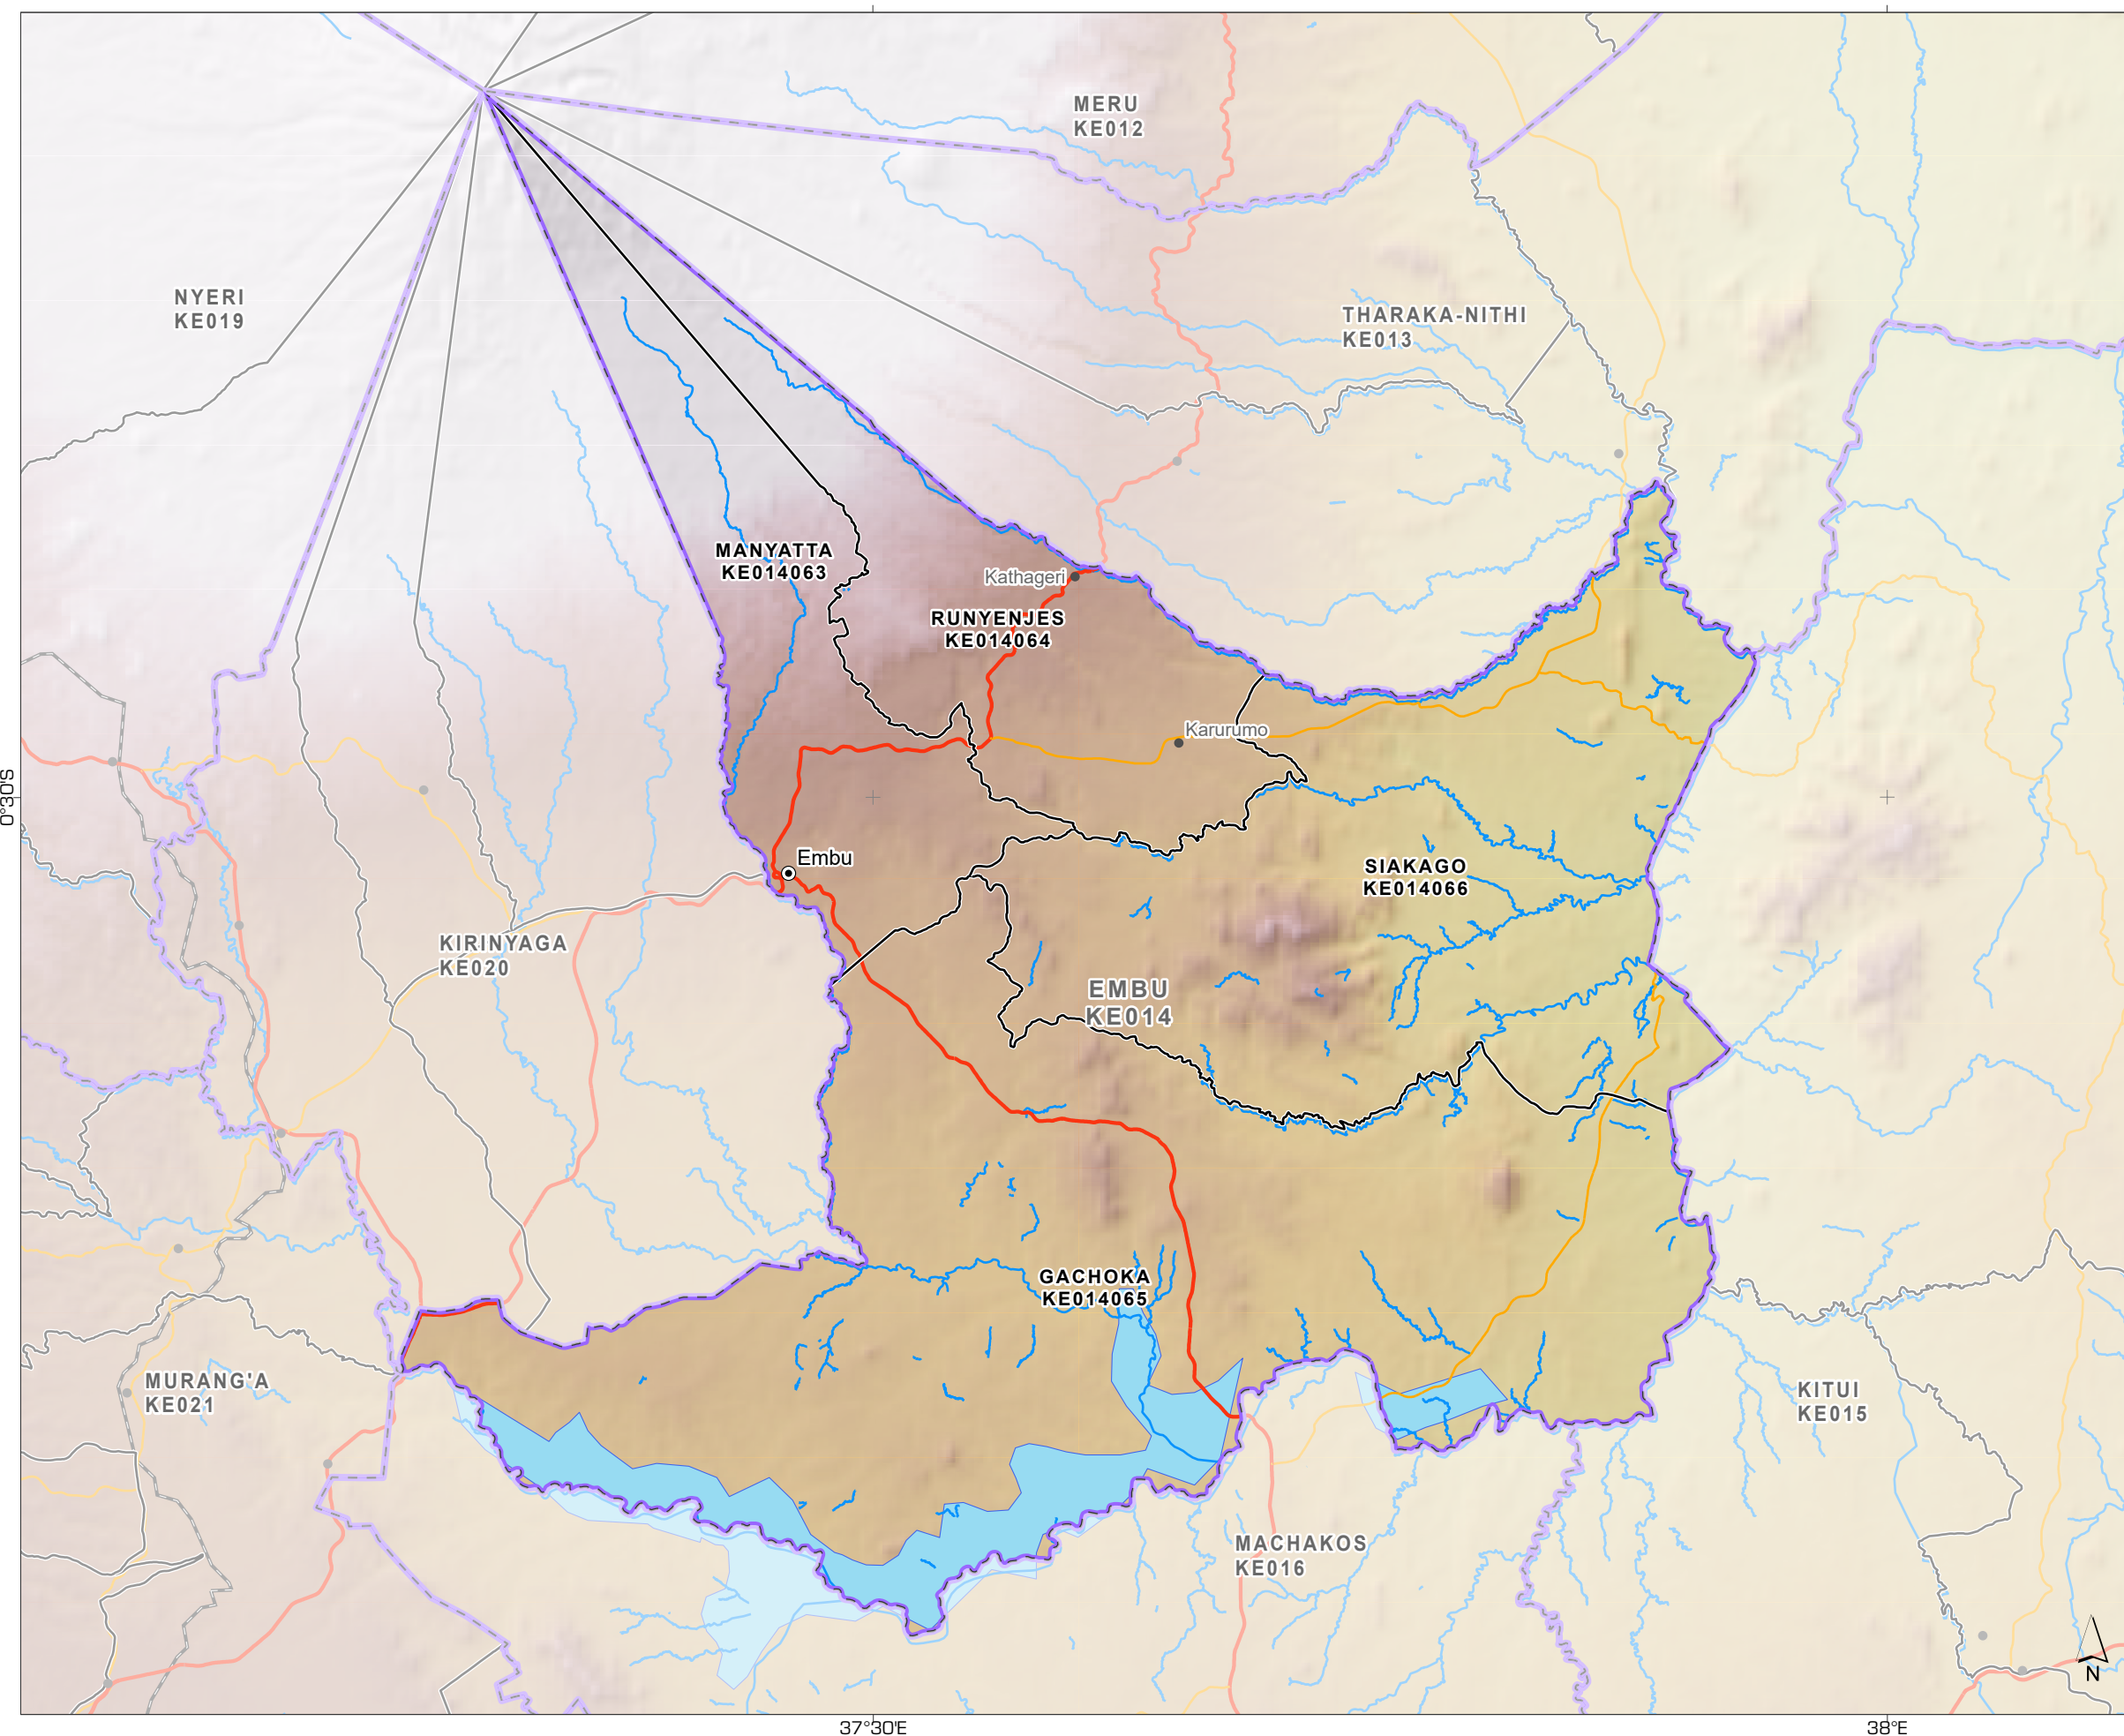 MERU
KE012
NYERI
KE019
THARAKA-NITHI
KE013
MANYATTA
KE014063
Kathageri
RUNYENJES
KE014064
Karurumo
0°30'S
Embu
SIAKAGO
KE014066
KIRINYAGA
KE020
EMBU
KE014
GACHOKA
KE014065
MURANG'A
KE021
KITUI
KE015
MACHAKOS
KE016
N
37°30'E
38°E